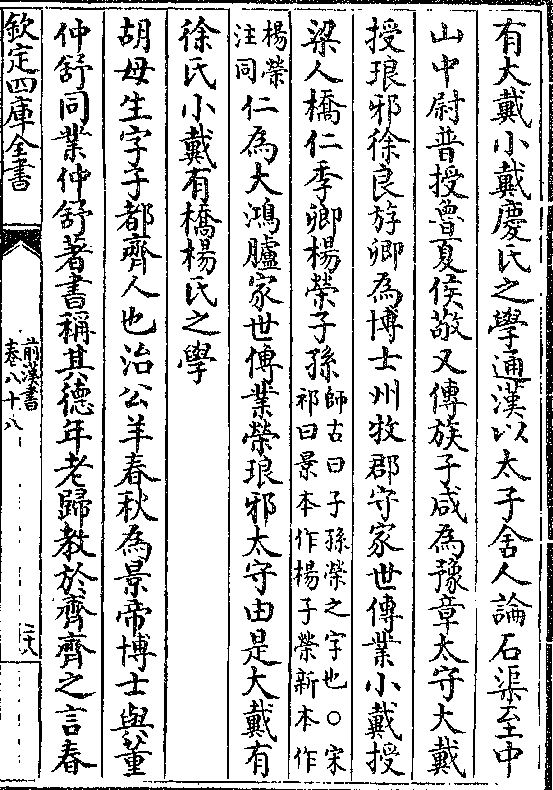 有大戴小戴慶氏之學通漢以太子舍人論石渠至中
山中尉普授魯夏侯敬又傳族子咸為豫章太守大戴
授琅邪徐良斿卿為博士州牧郡守家世傳業小戴授
梁人橋仁季卿楊榮子孫師古曰子孫榮之字也○宋祁曰景本作楊子榮新本作
楊榮注同仁為大鴻臚家世傳業榮琅邪太守由是大戴有
徐氏小戴有橋楊氏之學
胡母生字子都齊人也治公羊春秋為景帝博士與董
仲舒同業仲舒著書稱其德年老歸教於齊齊之言春
欽定四庫全書
前漢書
卷八十八
二八